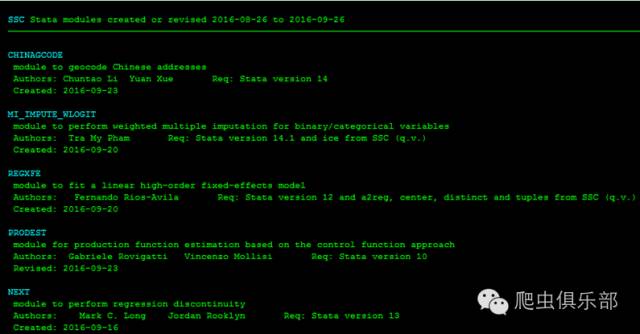 SSC Stata modules created or revised 2016-08-26 to 2016-09-26
CHINAGCODE
module to geocode Chinese addresses
Authors: Chuntao Li Yuan Xue Req: Stata version 14
Created: 2016-09-23
MI_IMPUTE_WLOGIT
module to perform weighted multiple imputation for binary/categorical variables
Authors: Tra My Pham Req: Stata version 14.1 and ice from SSC (q.v.)
Created: 2016-09-20
REGXFE
module to fit a linear high-order fixed-effects model
Authors: Fernando Rios-Avila Req: Stata version 12 and a2reg, center, distinct and tuples from SSC (q.v.)
Created: 2016-09-20
PRODEST
module for production function estimation based on the control function approach
Authors: Gabriele Rovigatti Vincenzo Mollisi Req: Stata version 10
Revised: 2016-09-23
NEXT
module to perform regression discontinuity
Authors: Mark C. Long Jordan Rooklyn Req: Stata version 13
Created: 2016-09-16
爬虫俱乐部